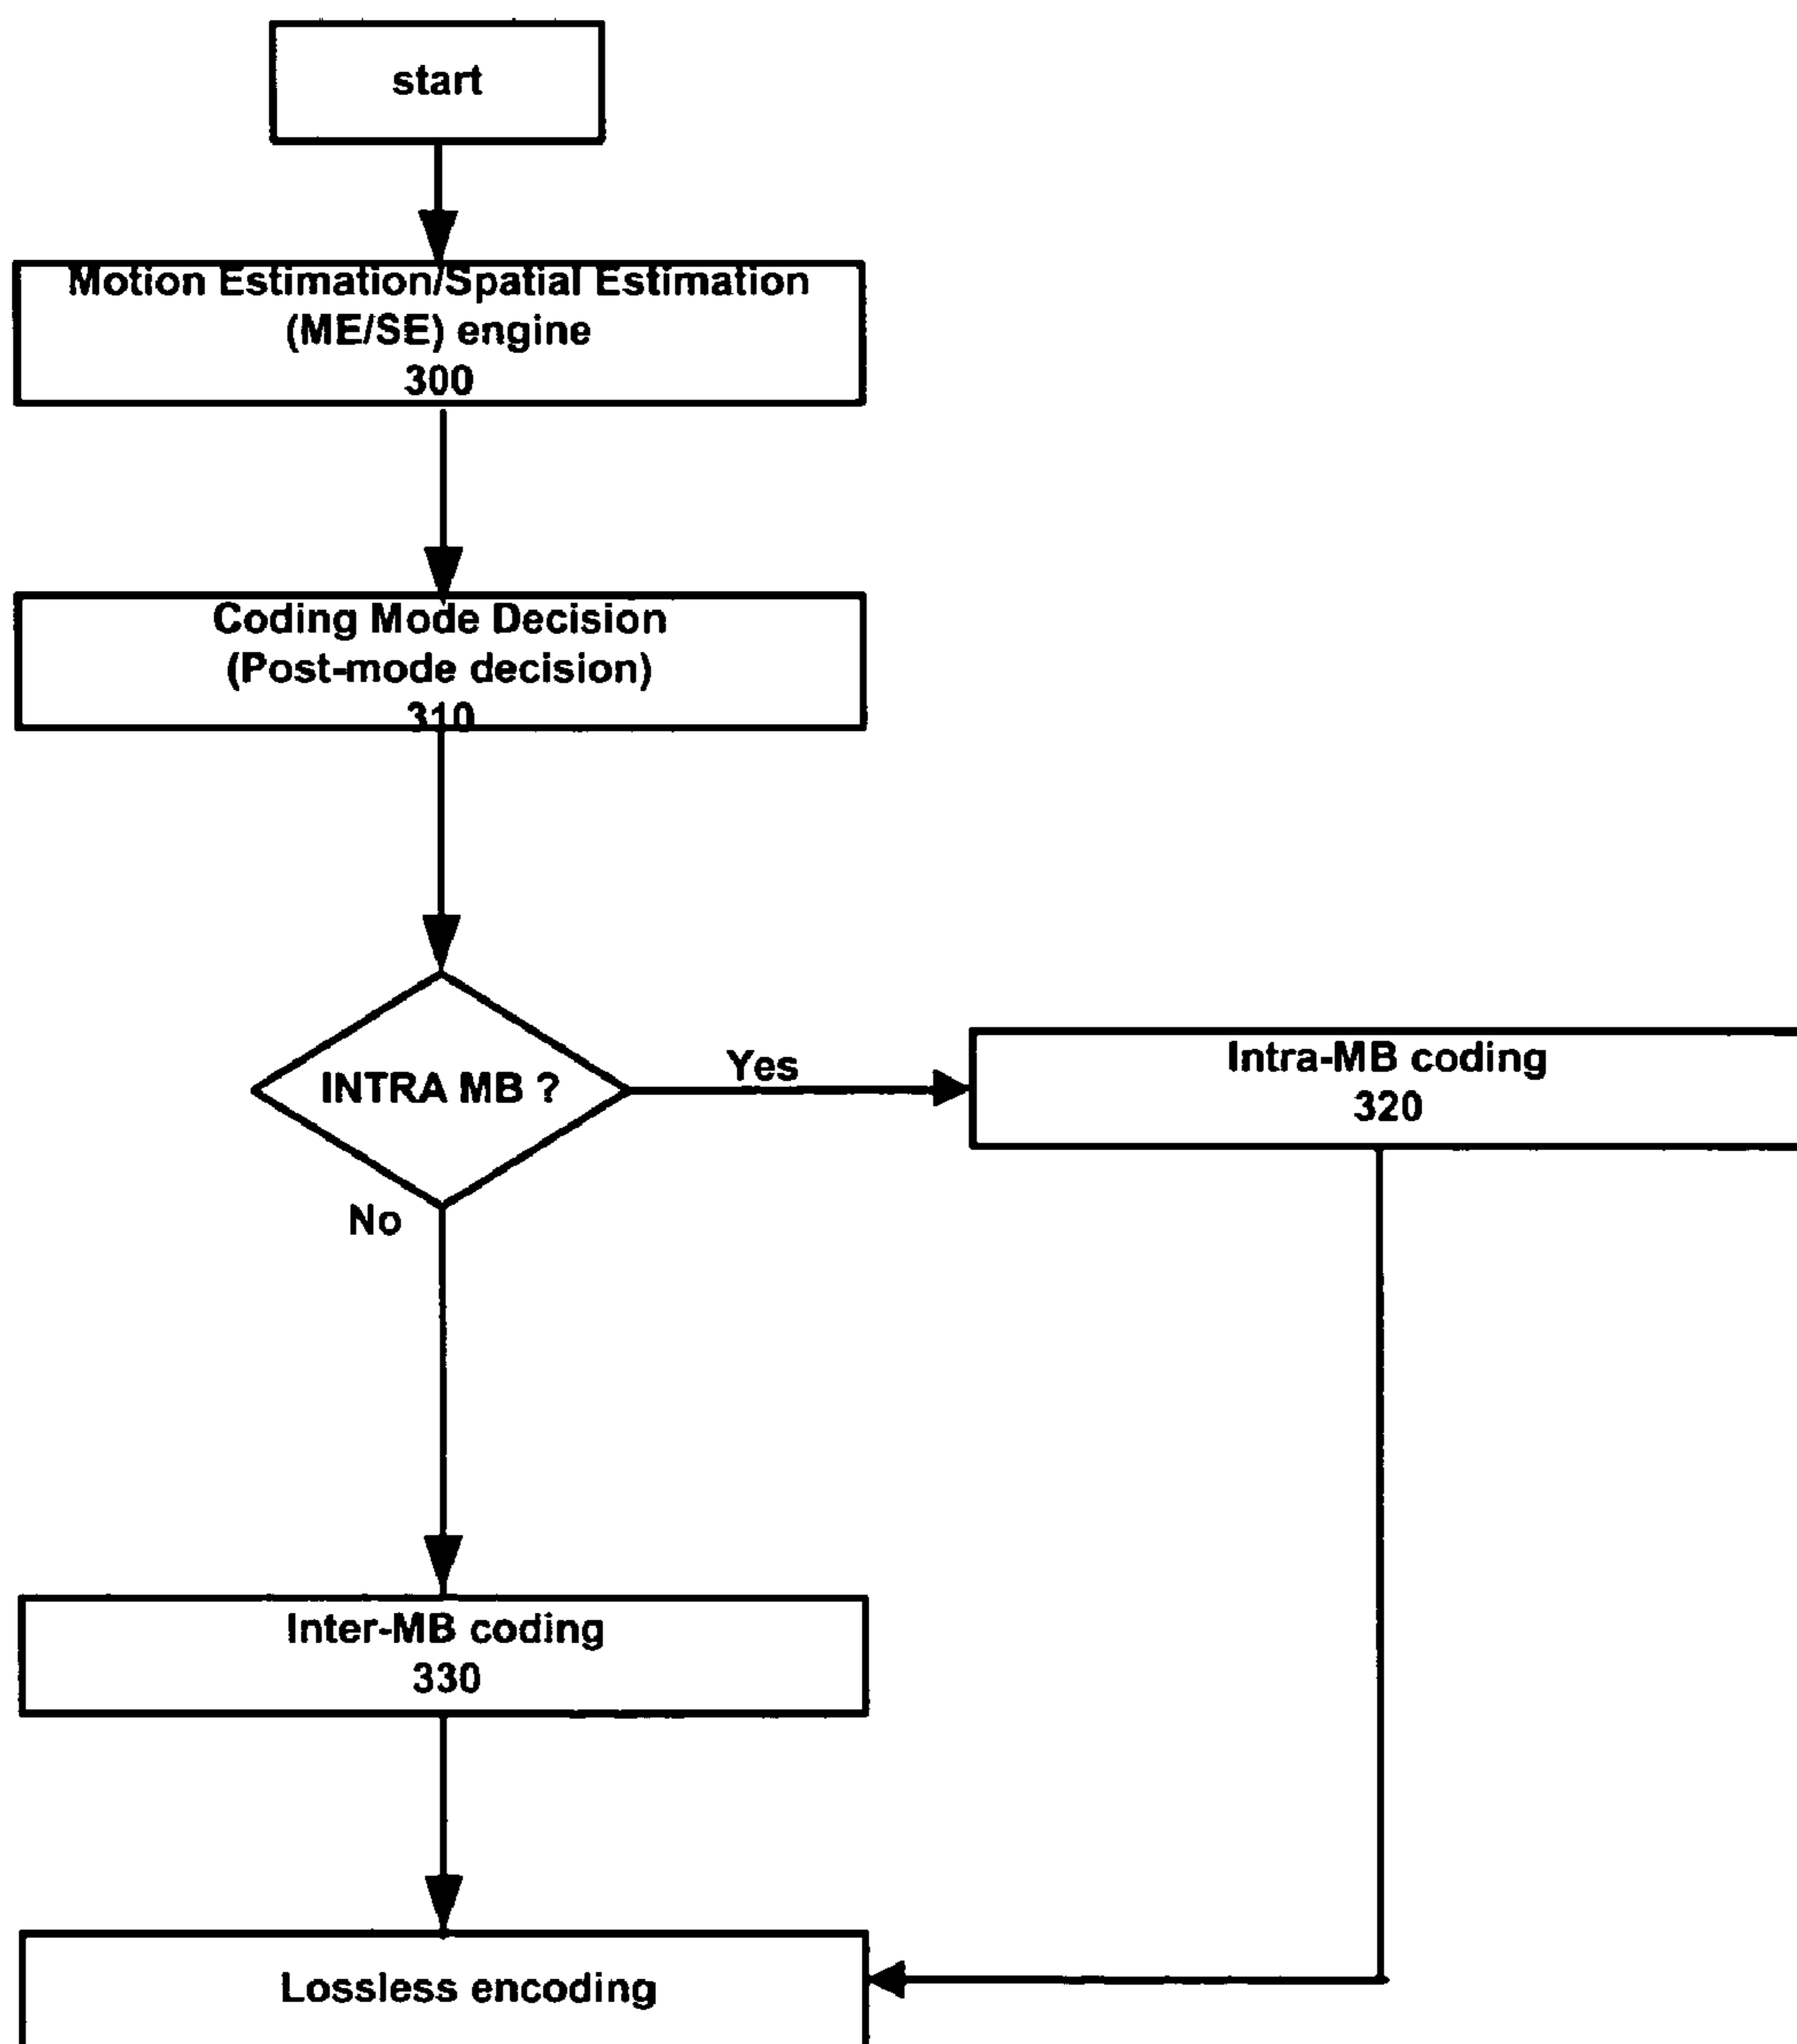 start
Motion Estimation/Spatial Estimation
(ME/SE) engine
300
Coding Mode Decision
(Post-mode decision)
310
INTRA MB ?
Yes
Intra-MB coding
320
No
Inter-MB coding
330
Lossless encoding